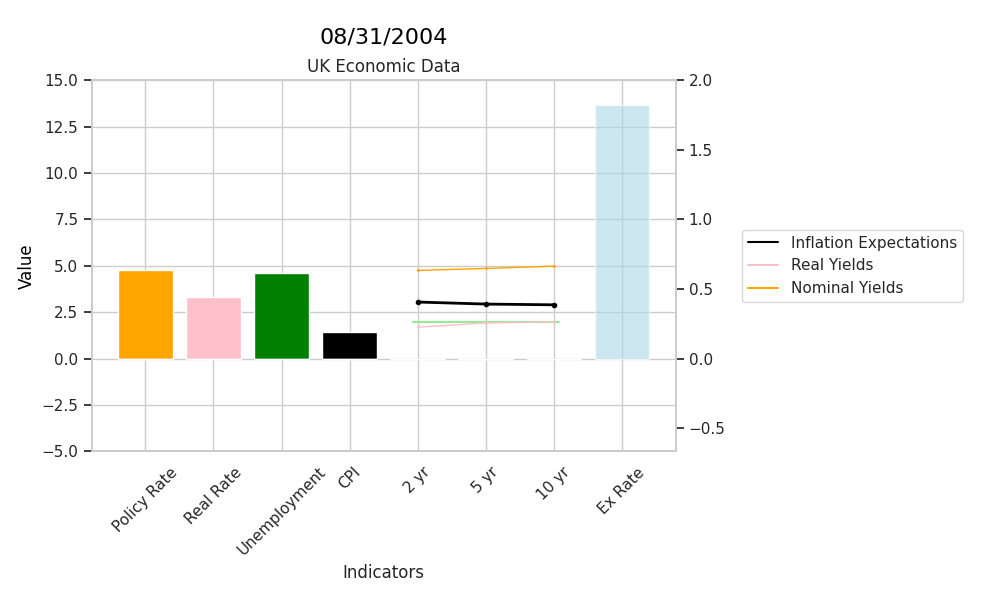 08/31/2004
UK Economic Data
15.0
12.5
10.0
7.5
5.0
2.5
0.0
−2.5
−5.0
Value
2.0
1.5
1.0
0.5
0.0
−0.5
Inflation Expectations
Real Yields
Nominal Yields
Policy Rate
Real Rate
Unemployment
CPI
2 yr
5 yr
10 yr
Ex Rate
Indicators